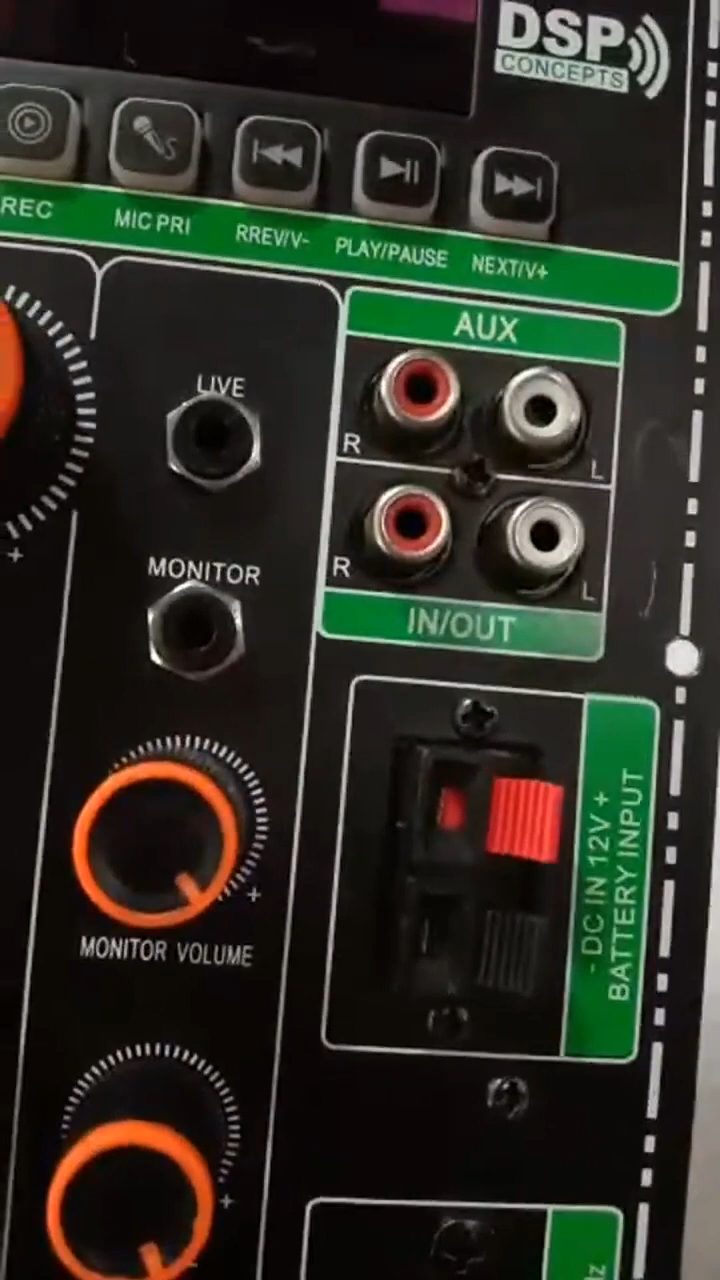 DSP
CONCEPTS
REC
MIC PRI
RREV/V-
PLAY/PAUSE
NEXT/V+
AUX
LIVE
R
L
MONITOR
R
L
IN/OUT
+
- DC IN 12V +
BATTERY INPUT
+
MONITOR VOLUME
+
z